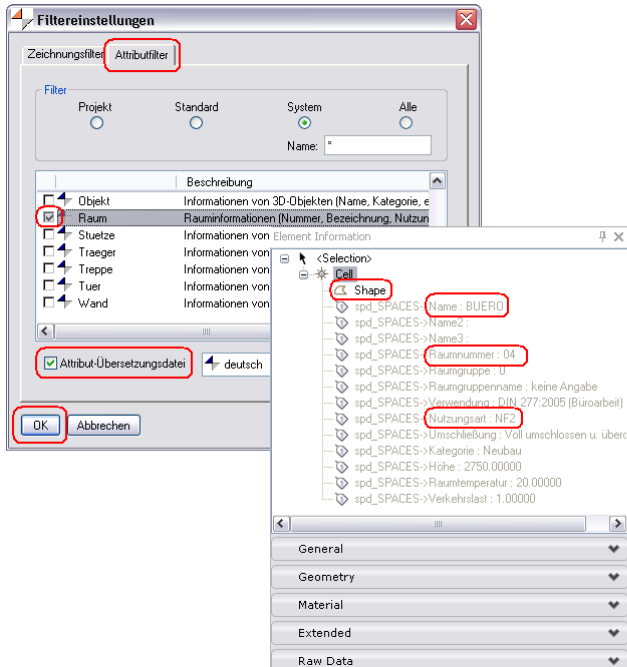 Filtereinstellungen
Zeichnungsfilter Attributfilter
Filter
Projekt Standard System Alle
Name: *
Beschreibung
Objekt Informationen von 3D-Objekten (Name, Kategorie, e
Raum Rauminformationen (Nummer, Bezeichnung, Nutzun
Stuetze Informationen von
Traeger Informationen von
Treppe Informationen von
Tuer Informationen von
Wand Informationen von
Attribut-Übersetzungsdatei deutsch
OK Abbrechen
Element Information
<Selection>
Cell
Shape
spd_SPACES->Name : BUERO
spd_SPACES->Name2 :
spd_SPACES->Name3 :
spd_SPACES->Raumnummer : 04
spd_SPACES->Raumgruppe : 0
spd_SPACES->Raumgruppenname : keine Angabe
spd_SPACES->Verwendung : DIN 277:2005 (Büroarbeit)
spd_SPACES->Nutzungsart : NF2
spd_SPACES->Umschließung : Voll umschlossen u. überd
spd_SPACES->Kategorie : Neubau
spd_SPACES->Höhe : 2750.00000
spd_SPACES->Raumtemperatur : 20.00000
spd_SPACES->Verkehrslast : 1.00000
General
Geometry
Material
Extended
Raw Data